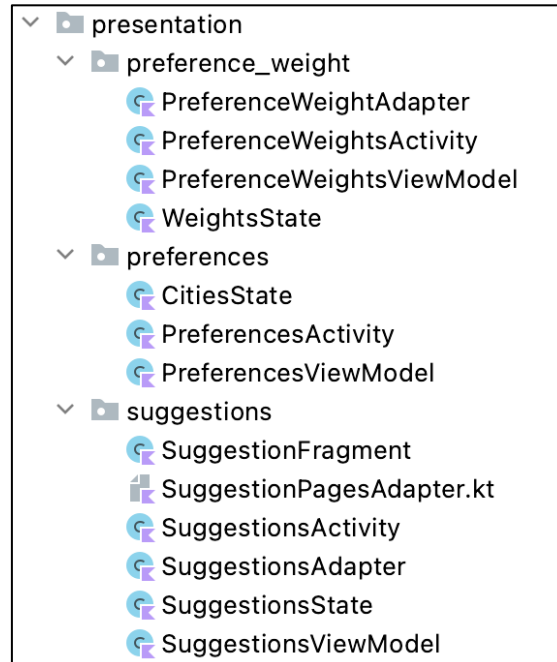 presentation
preference_weight
PreferenceWeightAdapter
PreferenceWeightsActivity
PreferenceWeightsViewModel
WeightsState
preferences
CitiesState
PreferencesActivity
PreferencesViewModel
suggestions
SuggestionFragment
SuggestionPagesAdapter.kt
SuggestionsActivity
SuggestionsAdapter
SuggestionsState
SuggestionsViewModel